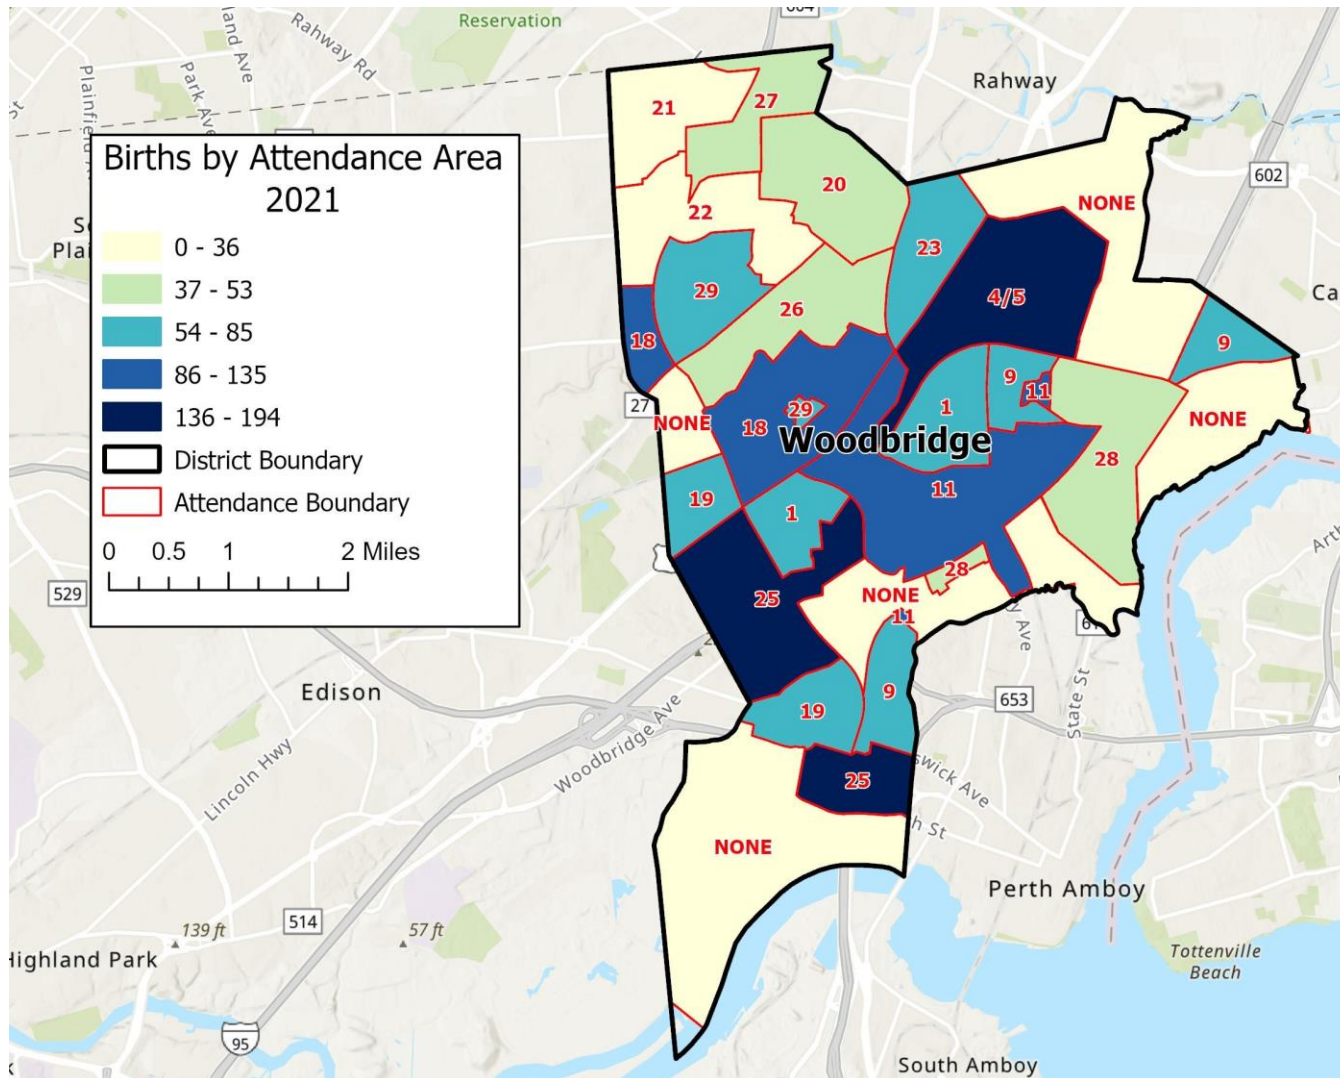 Reservation
Rahway Rd
Park Ave
604
Rahway
602
Births by Attendance Area
2021
0 - 36
37 - 53
54 - 85
86 - 135
136 - 194
District Boundary
Attendance Boundary
0 0.5 1 2 Miles
21
27
20
22
NONE
23
29
4/5
26
18
9
9
11
27
NONE
18
29
1
NONE
Woodbridge
28
19
1
11
25
28
NONE
11
529
Edison
19
9
653
State St
Lincoln Hwy
Woodbridge Ave
25
NONE
Perth Amboy
514
139 ft
57 ft
Highland Park
Tottenville
Beach
95
South Amboy